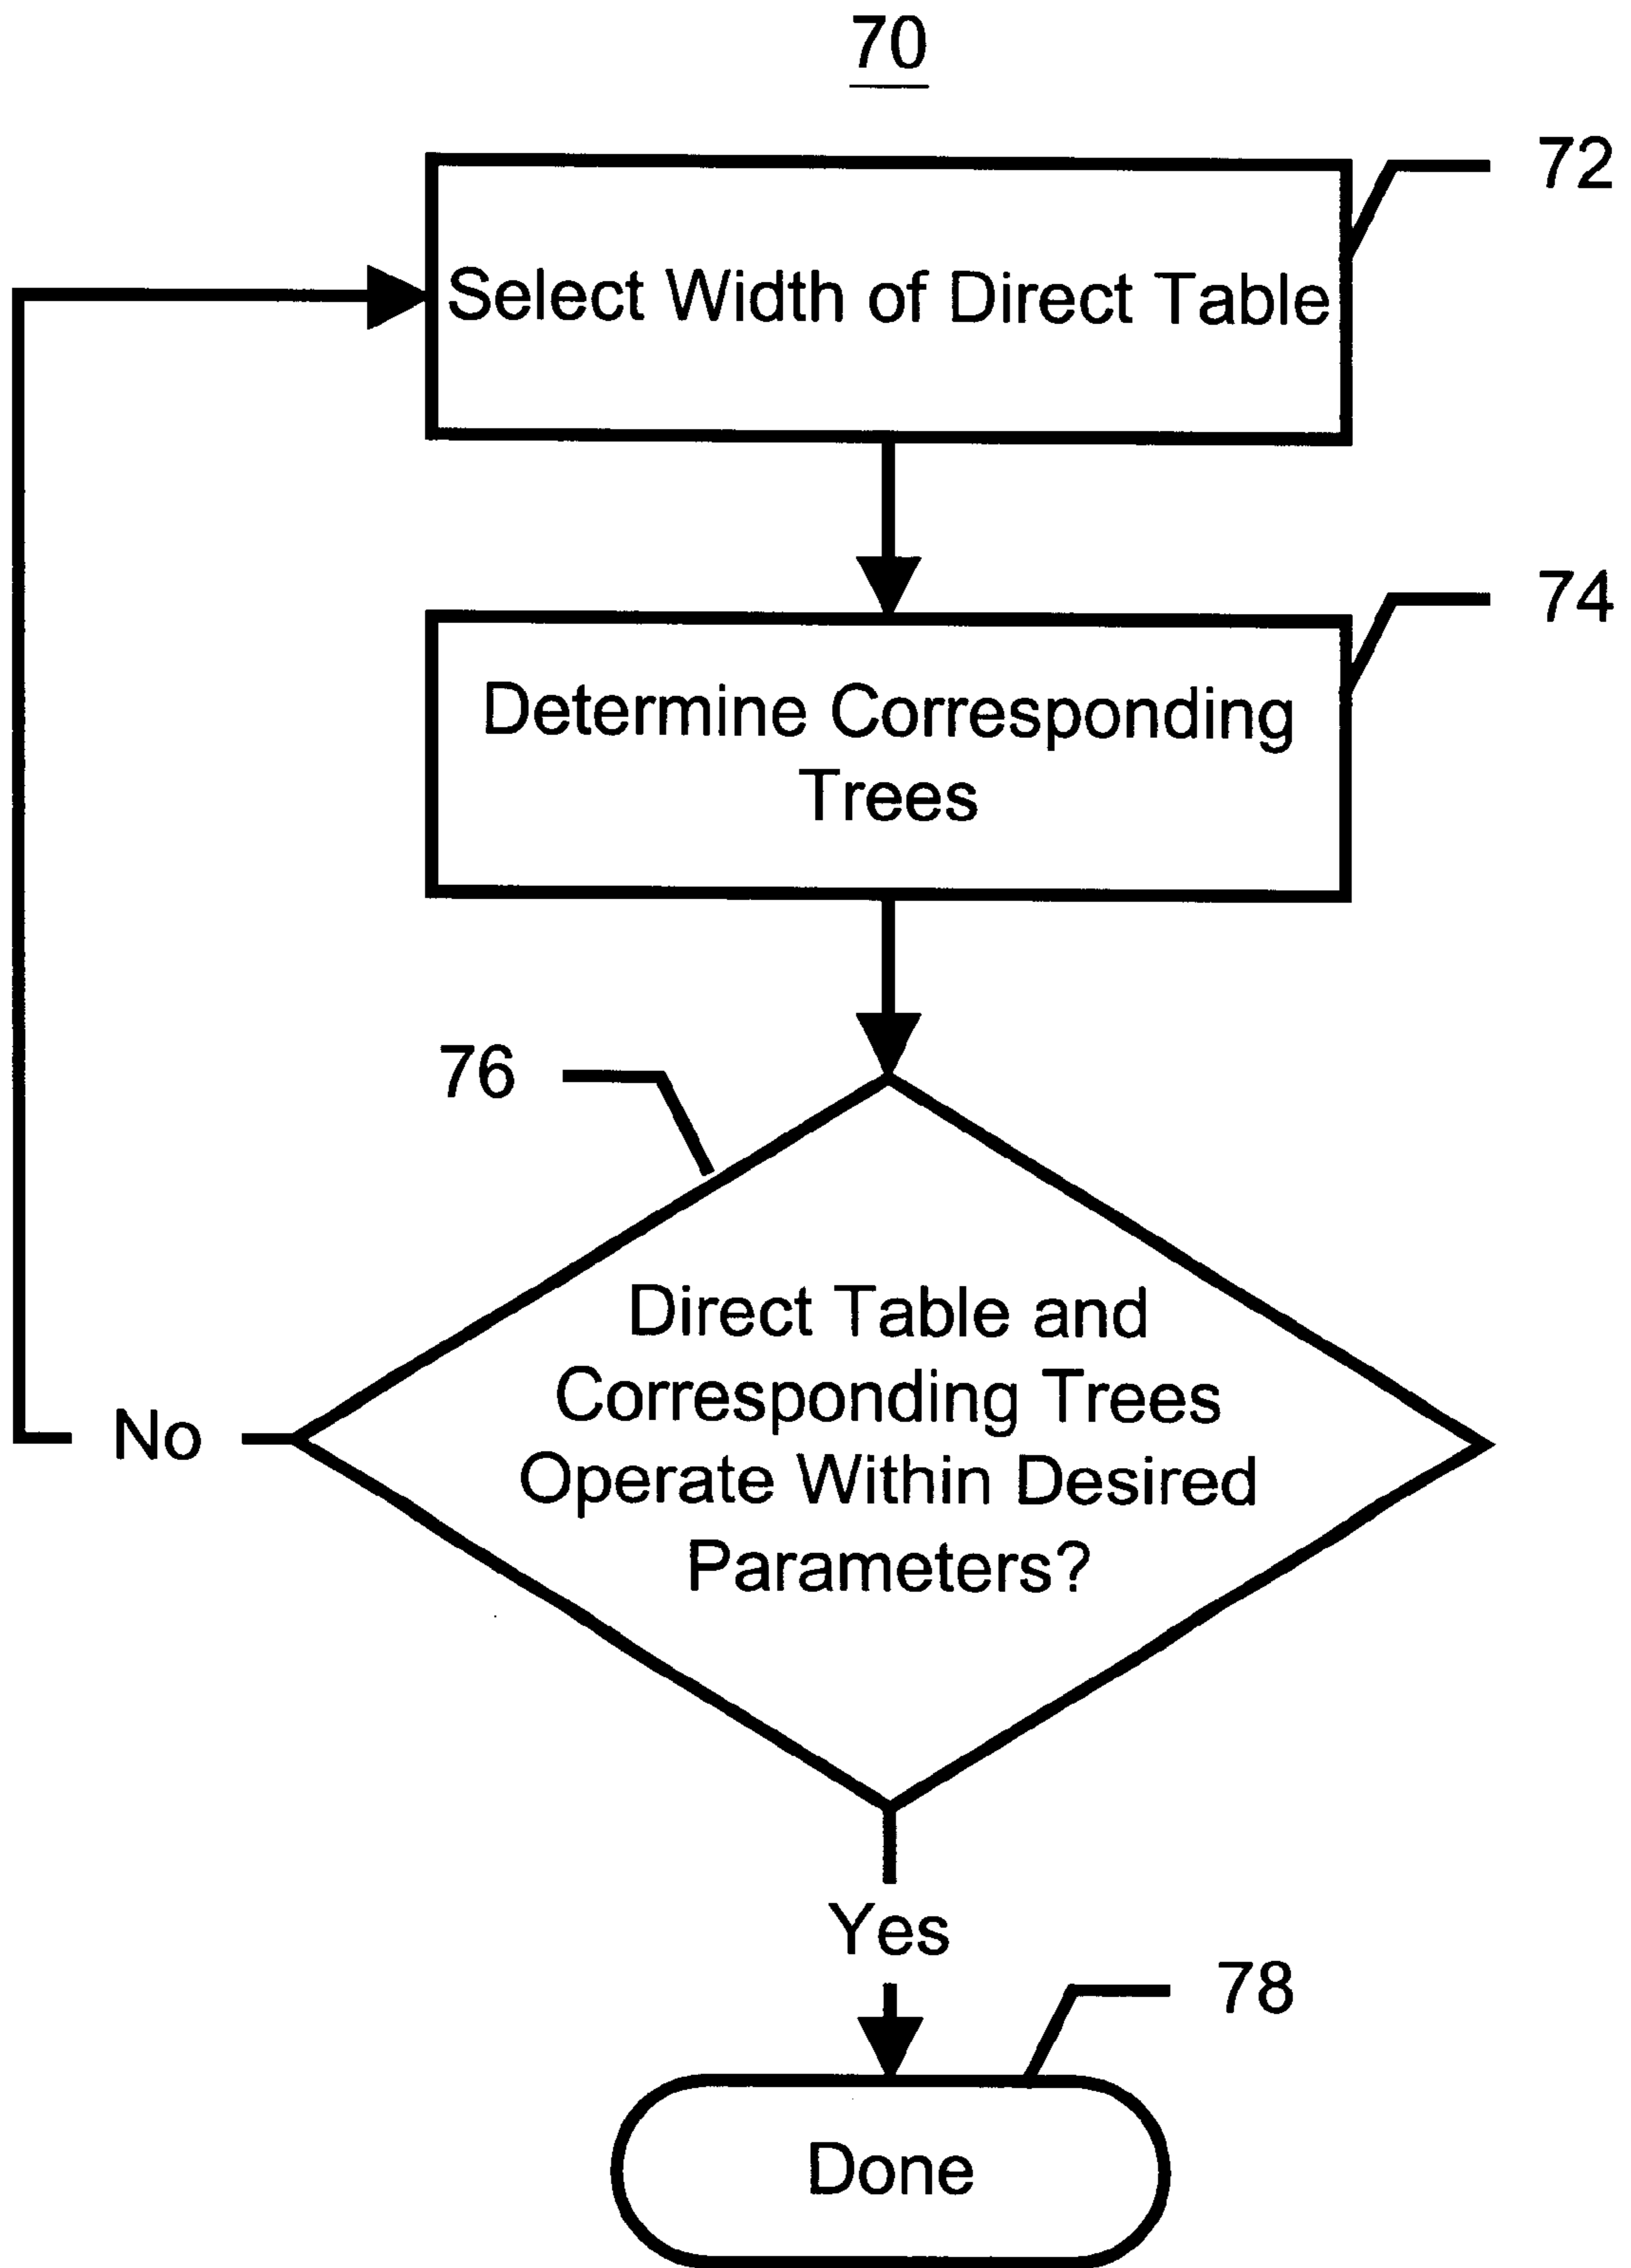 70
72
Select Width of Direct Table
74
Determine Corresponding
Trees
76
Direct Table and
Corresponding Trees
Operate Within Desired
Parameters?
No
Yes
78
Done